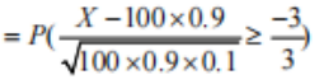 = P( (X − 100×0.9) / √(100×0.9×0.1) ≥ −3 / 3 )